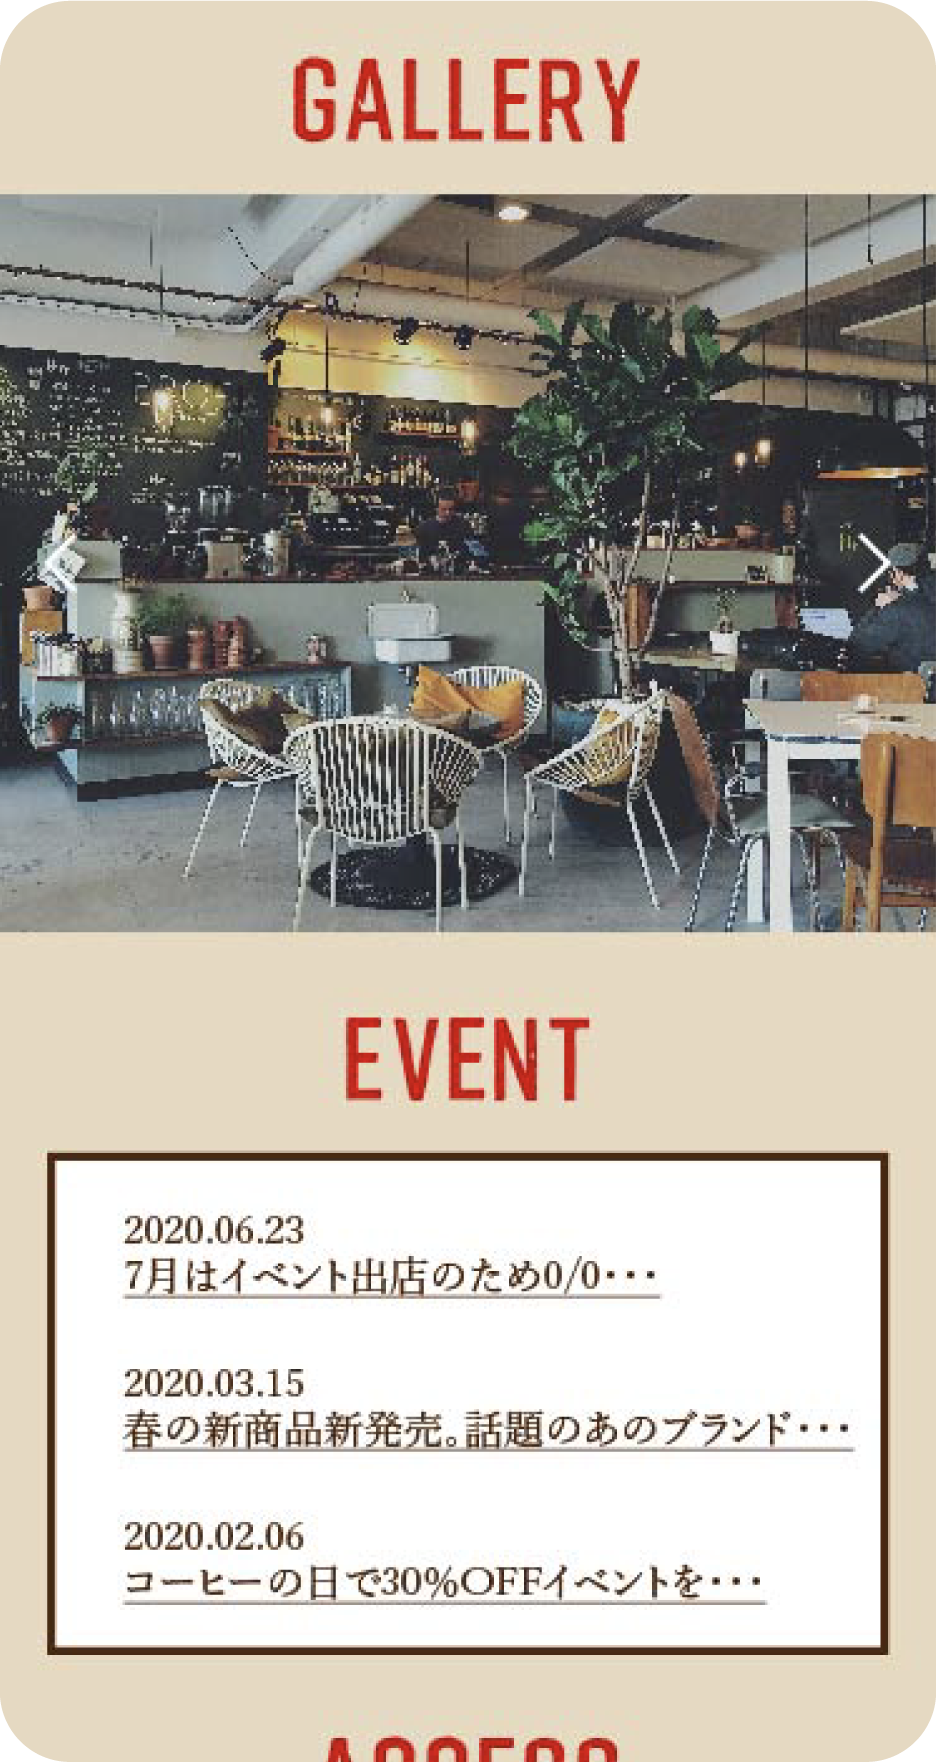 GALLERY
EVENT
2020.06.23
7月はイベント出店のため0/0･･･
2020.03.15
春の新商品新発売。話題のあのブランド･･･
2020.02.06
コーヒーの日で30%OFFイベントを･･･
ACCESS